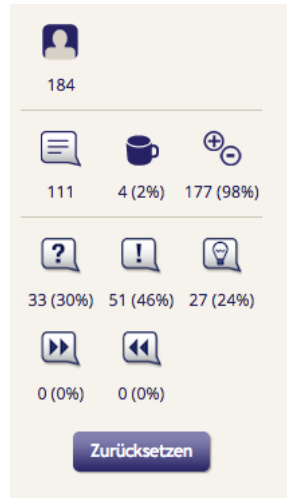 184
111 4 (2%) 177 (98%)
? !
33 (30%) 51 (46%) 27 (24%)
0 (0%) 0 (0%)
Zurücksetzen